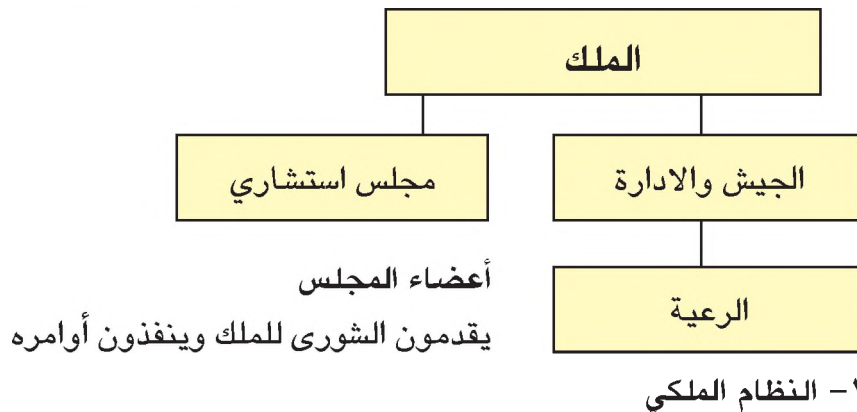 الملك
الجيش والادارة
مجلس استشاري
الرعية
أعضاء المجلس
يقدمون الشورى للملك وينفذون أوامره
– النظام الملكي